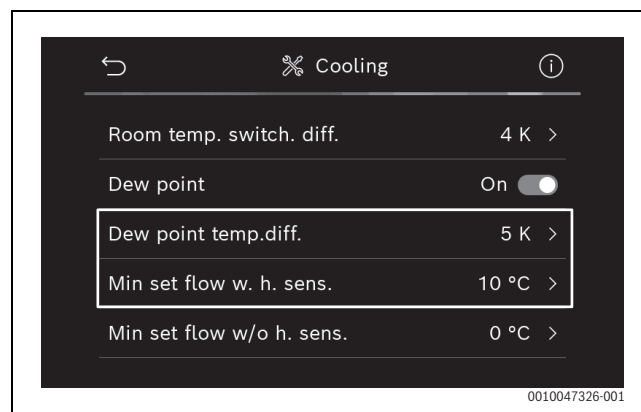 Cooling
Room temp. switch. diff. 4 K >
Dew point On
Dew point temp.diff. 5 K >
Min set flow w. h. sens. 10 °C >
Min set flow w/o h. sens. 0 °C >
0010047326-001